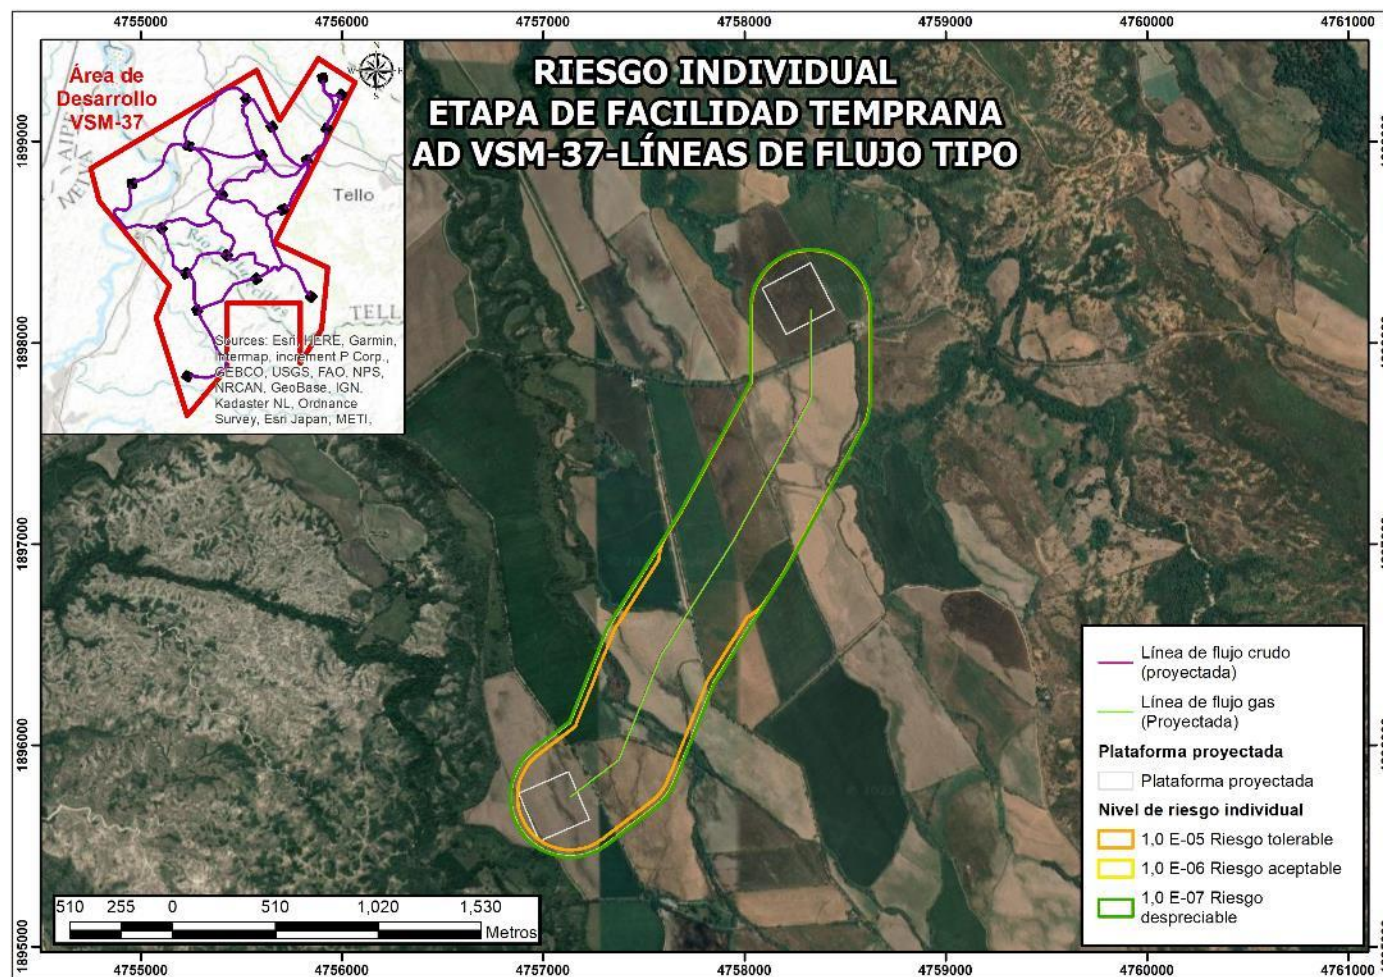 4755000 4756000 4757000 4758000 4759000 4760000 4761000
RIESGO INDIVIDUAL
ETAPA DE FACILIDAD TEMPRANA
AD VSM-37-LÍNEAS DE FLUJO TIPO
Área de
Desarrollo
VSM-37
N
E
S
W
NEIVA
Tello
TELL
Sources: Esri, HERE, Garmin,
Intermap, increment P Corp.,
GEBCO, USGS, FAO, NPS,
NRCAN, GeoBase, IGN,
Kadaster NL, Ordnance
Survey, Esri Japan, METI,
1899000
1898000
1897000
1896000
1895000
Línea de flujo crudo
(proyectada)
Línea de flujo gas
(Proyectada)
Plataforma proyectada
Plataforma proyectada
Nivel de riesgo individual
1,0 E-05 Riesgo tolerable
1,0 E-06 Riesgo aceptable
1,0 E-07 Riesgo
despreciable
510 255 0 510 1,020 1,530
Metros
4755000 4756000 4757000 4758000 4759000 4760000 4761000